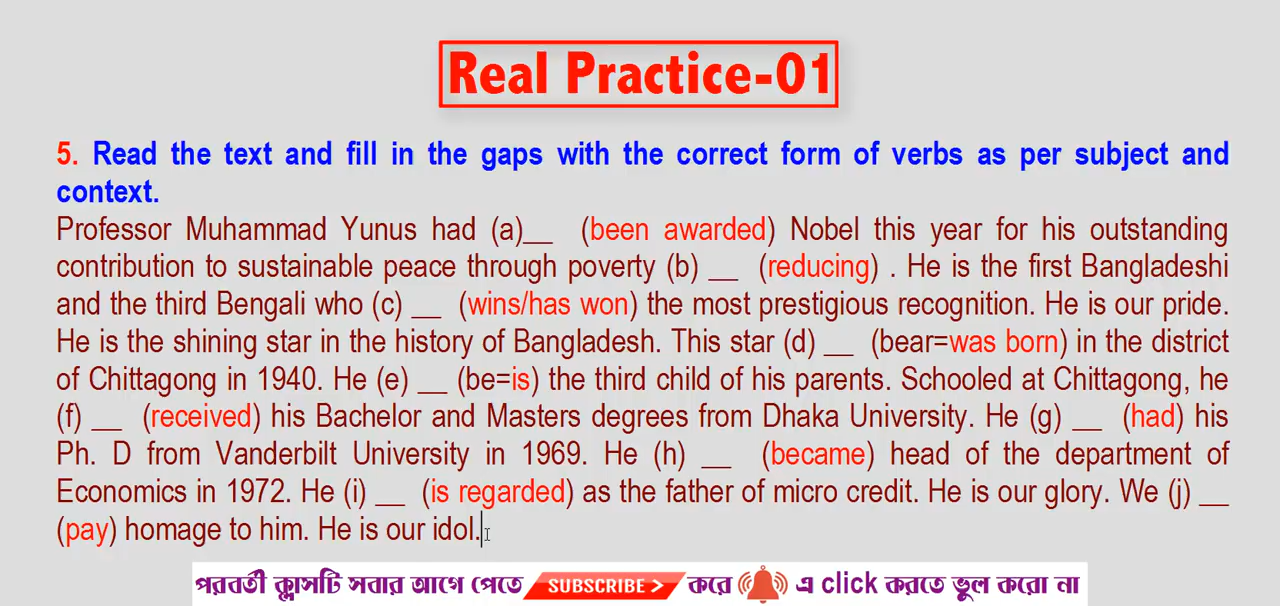 Real Practice-01
5. Read the text and fill in the gaps with the correct form of verbs as per subject and
context.
Professor Muhammad Yunus had (a)__ (been awarded) Nobel this year for his outstanding
contribution to sustainable peace through poverty (b) __ (reducing) . He is the first Bangladeshi
and the third Bengali who (c) __ (wins/has won) the most prestigious recognition. He is our pride.
He is the shining star in the history of Bangladesh. This star (d) __ (bear=was born) in the district
of Chittagong in 1940. He (e) __ (be=is) the third child of his parents. Schooled at Chittagong, he
(f) __ (received) his Bachelor and Masters degrees from Dhaka University. He (g) __ (had) his
Ph. D from Vanderbilt University in 1969. He (h) __ (became) head of the department of
Economics in 1972. He (i) __ (is regarded) as the father of micro credit. He is our glory. We (j) __
(pay) homage to him. He is our idol.
পরবর্তী ক্লাসটি সবার আগে পেতে SUBSCRIBE > করে এ click করতে ভুল করো না